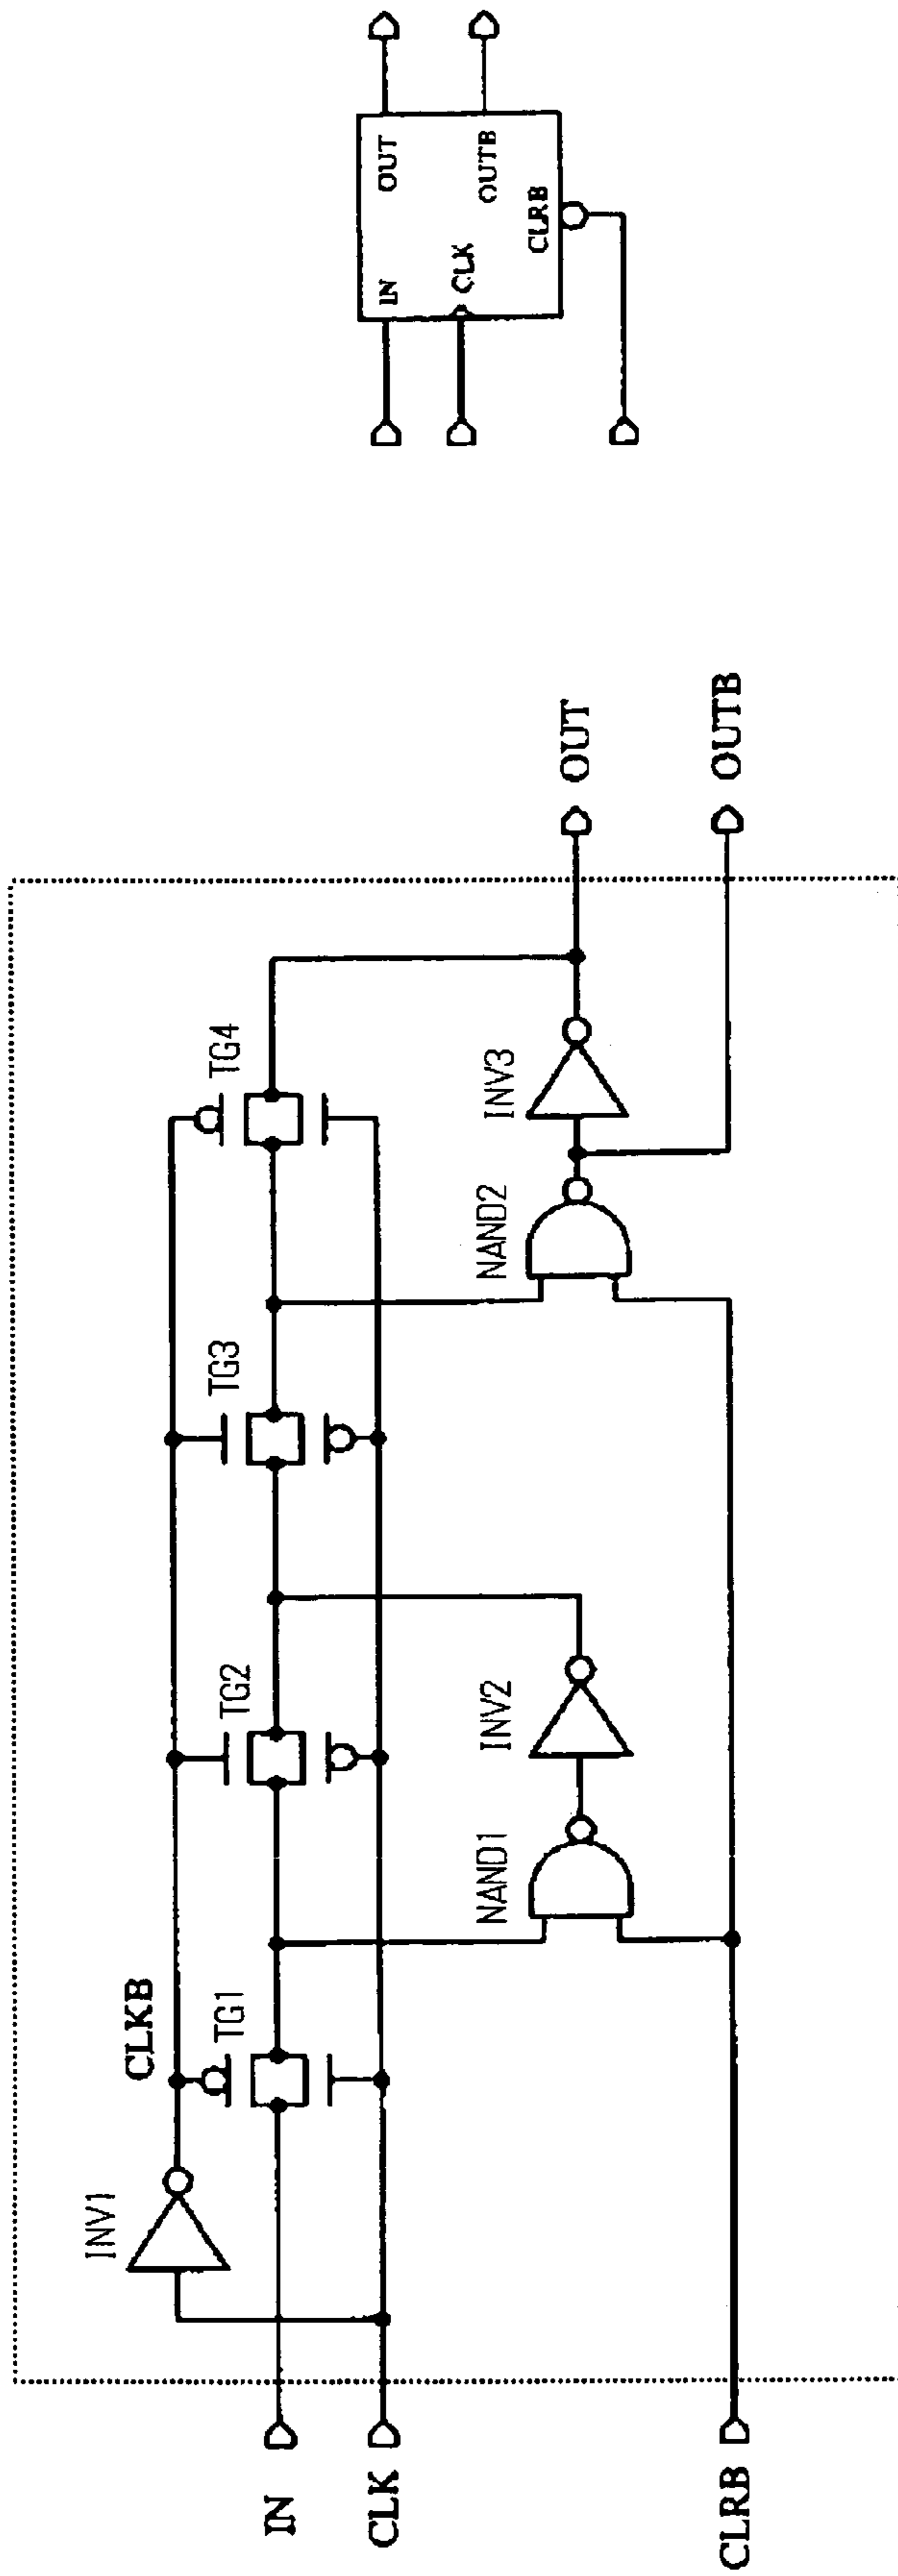 IN
CLK
CLRB
INV1
CLKB
TG1
TG2
TG3
TG4
NAND1
INV2
NAND2
INV3
OUT
OUTB
IN
CLK
CLRB
OUT
OUTB